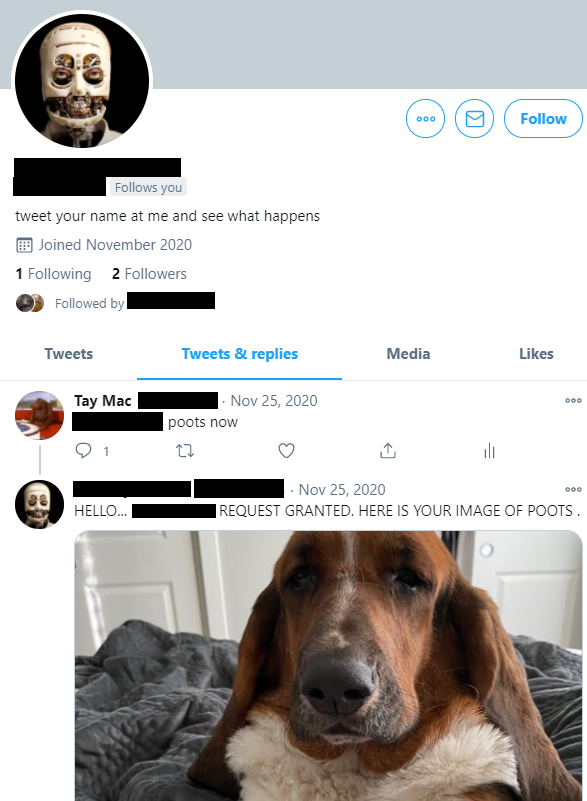 Follow
Follows you
tweet your name at me and see what happens
Joined November 2020
1 Following 2 Followers
Followed by
Tweets Tweets & replies Media Likes
Tay Mac · Nov 25, 2020
poots now
1
· Nov 25, 2020
HELLO... REQUEST GRANTED. HERE IS YOUR IMAGE OF POOTS .